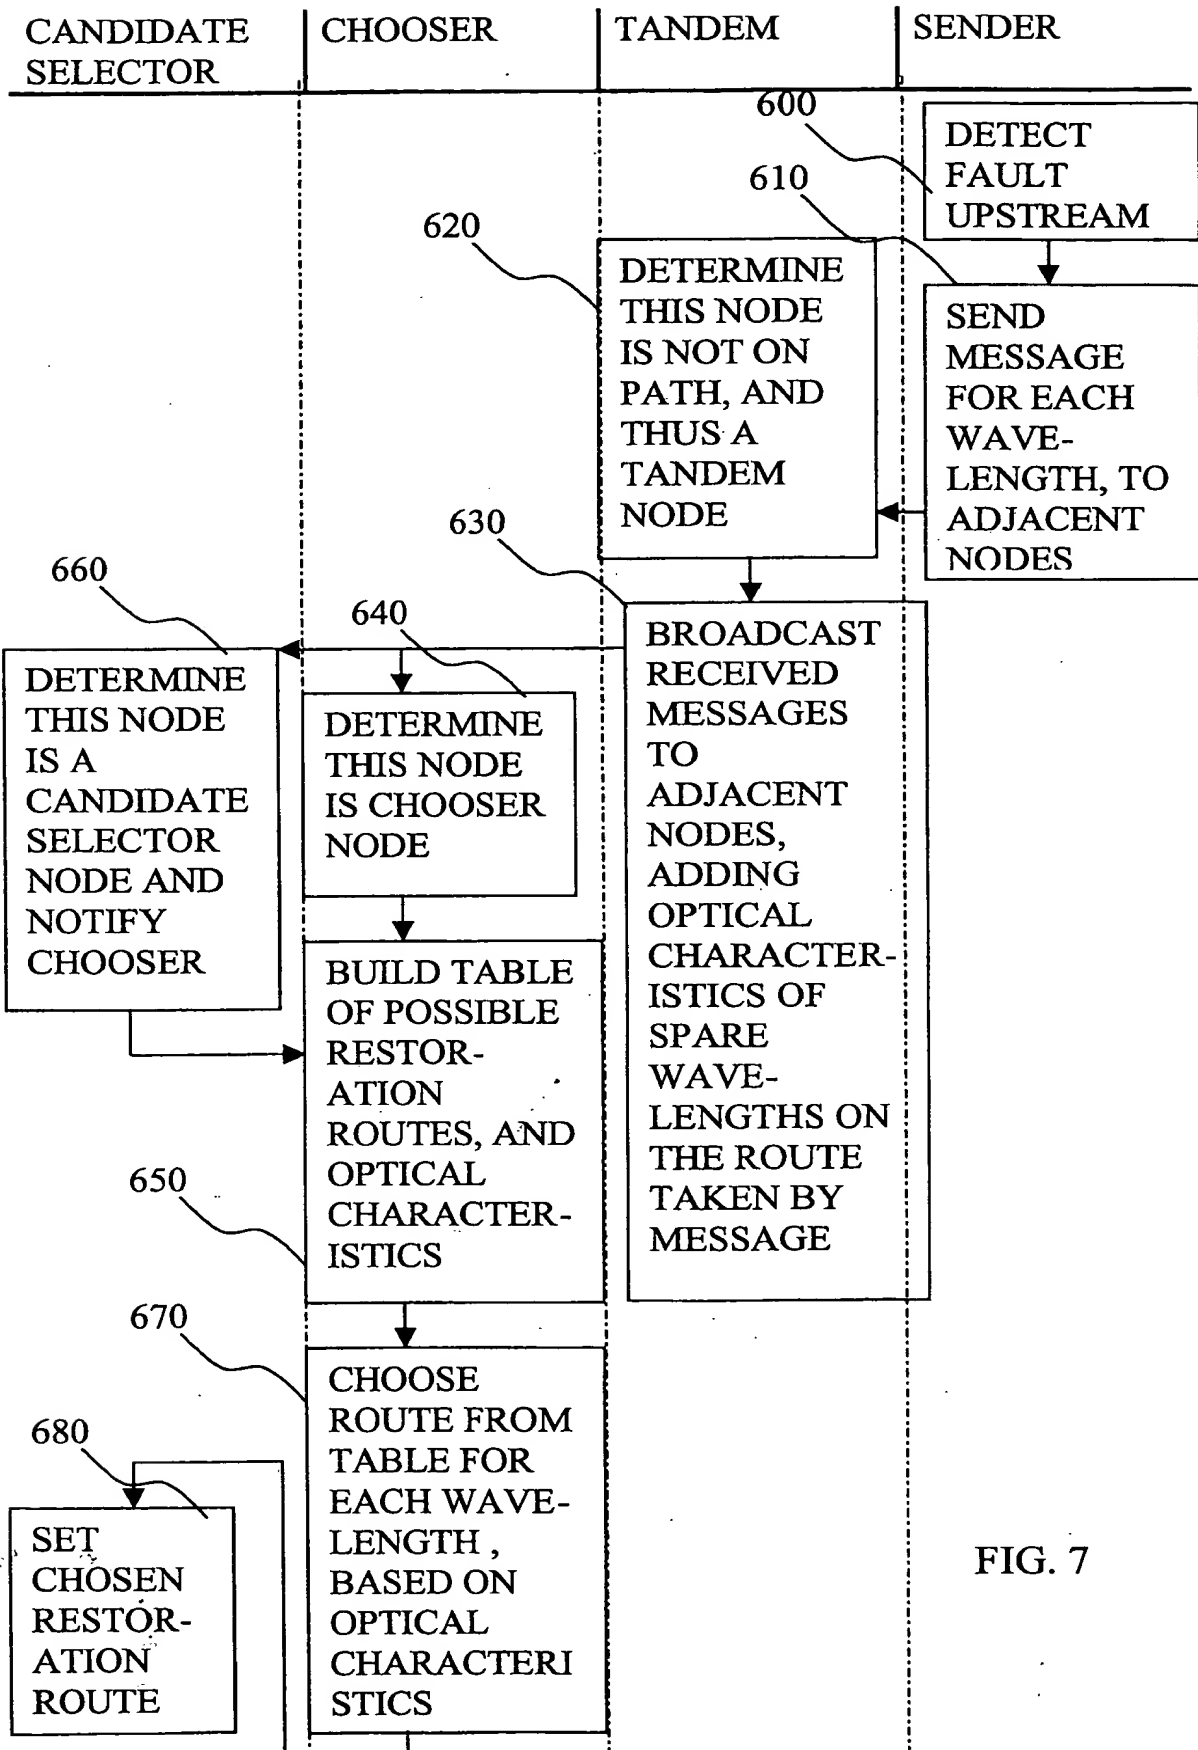 CANDIDATE
SELECTOR
CHOOSER
TANDEM
SENDER
600
DETECT
FAULT
UPSTREAM
610
SEND
MESSAGE
FOR EACH
WAVE-
LENGTH, TO
ADJACENT
NODES
620
DETERMINE
THIS NODE
IS NOT ON
PATH, AND
THUS A
TANDEM
NODE
630
BROADCAST
RECEIVED
MESSAGES
TO
ADJACENT
NODES,
ADDING
OPTICAL
CHARACTER-
ISTICS OF
SPARE
WAVE-
LENGTHS ON
THE ROUTE
TAKEN BY
MESSAGE
640
DETERMINE
THIS NODE
IS CHOOSER
NODE
660
DETERMINE
THIS NODE
IS A
CANDIDATE
SELECTOR
NODE AND
NOTIFY
CHOOSER
650
BUILD TABLE
OF POSSIBLE
RESTOR-
ATION
ROUTES, AND
OPTICAL
CHARACTER-
ISTICS
670
CHOOSE
ROUTE FROM
TABLE FOR
EACH WAVE-
LENGTH ,
BASED ON
OPTICAL
CHARACTERI
STICS
680
SET
CHOSEN
RESTOR-
ATION
ROUTE
FIG. 7